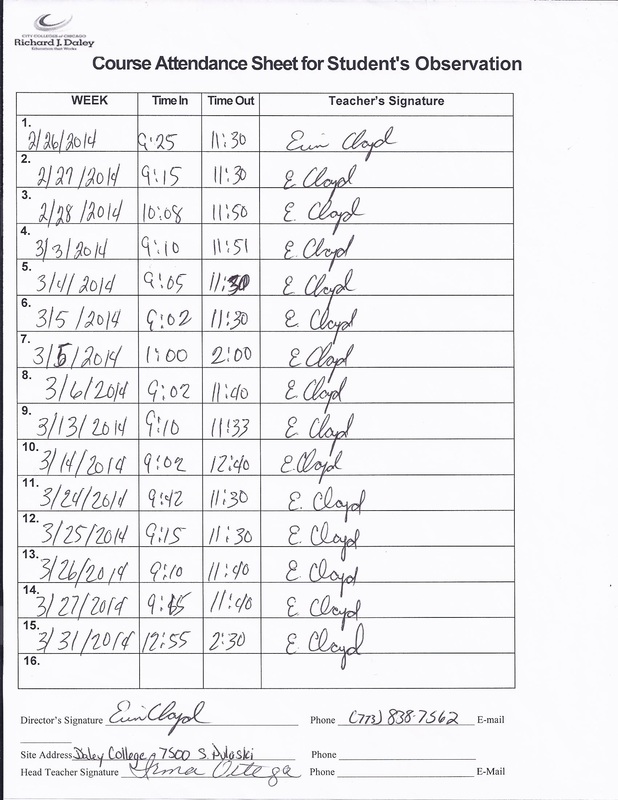 CITY COLLEGES of CHICAGO
Richard J. Daley
Education that Works
Course Attendance Sheet for Student's Observation
WEEK Time In Time Out Teacher's Signature
1. 2/26/2014 9:25 11:30 Erin Cloyd
2. 2/27/2014 9:15 11:30 E. Cloyd
3. 2/28/2014 10:08 11:50 E. Cloyd
4. 3/3/2014 9:10 11:51 E. Cloyd
5. 3/4/2014 9:05 11:30 E. Cloyd
6. 3/5/2014 9:02 11:30 E. Cloyd
7. 3/5/2014 1:00 2:00 E. Cloyd
8. 3/6/2014 9:02 11:40 E. Cloyd
9. 3/13/2014 9:10 11:33 E. Cloyd
10. 3/14/2014 9:02 12:40 E. Cloyd
11. 3/24/2014 9:42 11:30 E. Cloyd
12. 3/25/2014 9:15 11:30 E. Cloyd
13. 3/26/2014 9:10 11:40 E. Cloyd
14. 3/27/2014 9:15 11:40 E. Cloyd
15. 3/31/2014 12:55 2:30 E. Cloyd
16.
Director's Signature Erin Cloyd Phone (773) 838-7562 E-mail
Site Address Daley College - 7500 S. Pulaski Phone
Head Teacher Signature Irma Ortega Phone E-Mail